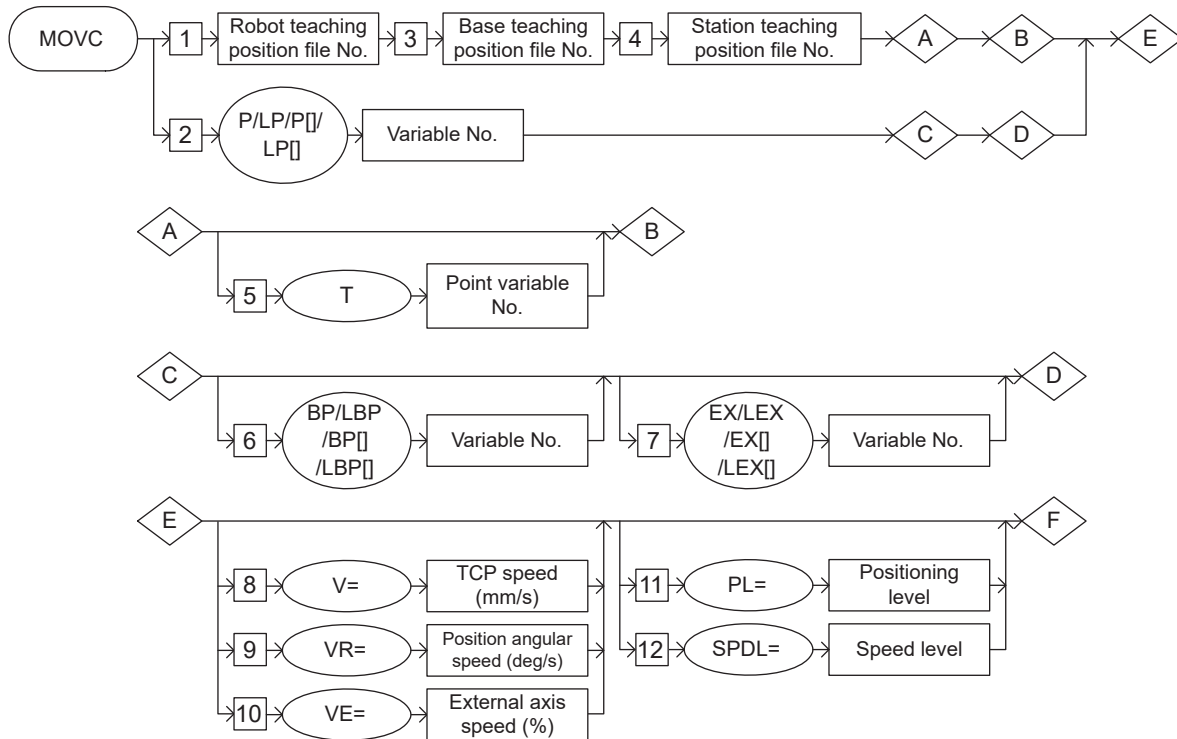 MOVC
1
Robot teaching
position file No.
3
Base teaching
position file No.
4
Station teaching
position file No.
A
B
E
2
P/LP/P[]/
LP[]
Variable No.
C
D
A
B
5
T
Point variable
No.
C
D
6
BP/LBP
/BP[]
/LBP[]
Variable No.
7
EX/LEX
/EX[]
/LEX[]
Variable No.
E
F
8
V=
TCP speed
(mm/s)
11
PL=
Positioning
level
9
VR=
Position angular
speed (deg/s)
12
SPDL=
Speed level
10
VE=
External axis
speed (%)